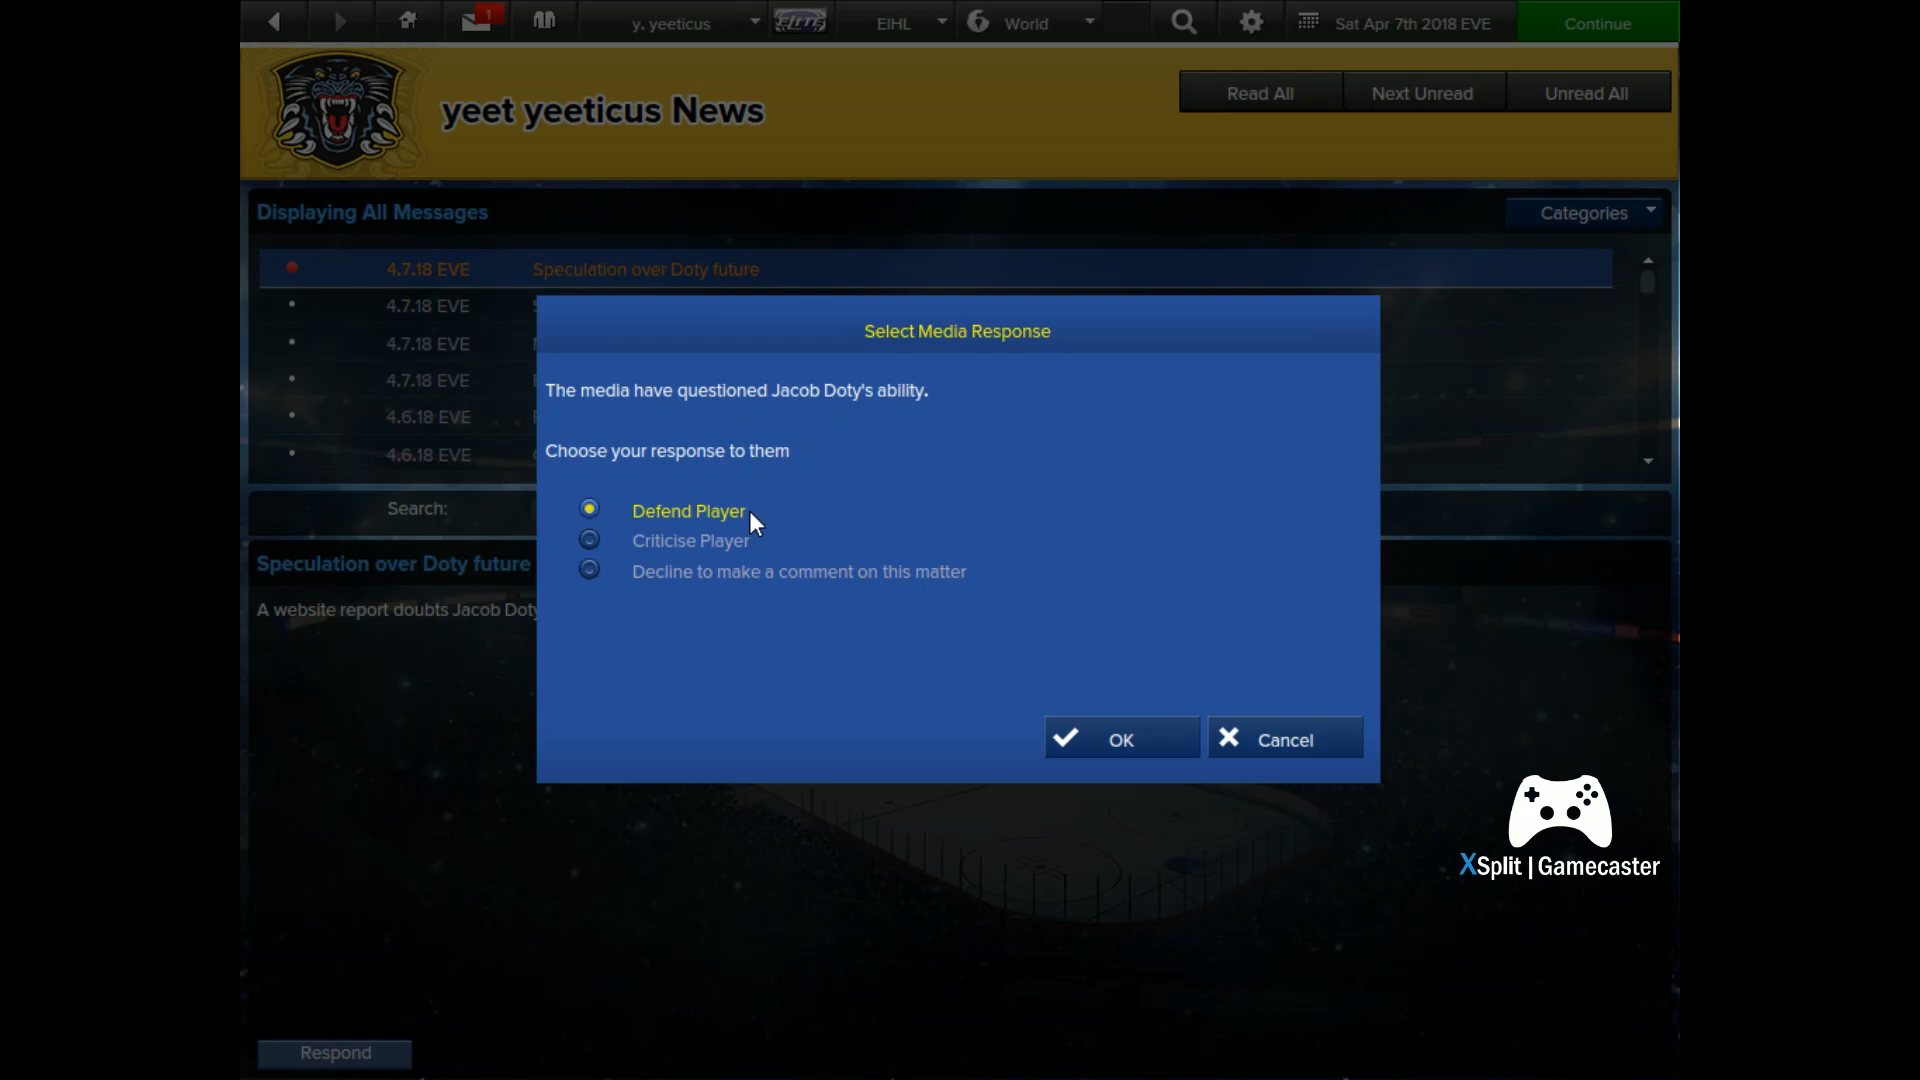 1
y. yeeticus
EIHL
World
Sat Apr 7th 2018 EVE
Continue
yeet yeeticus News
Read All
Next Unread
Unread All
Displaying All Messages
Categories
4.7.18 EVE
Speculation over Doty future
4.7.18 EVE
4.7.18 EVE
4.7.18 EVE
4.6.18 EVE
4.6.18 EVE
Select Media Response
The media have questioned Jacob Doty's ability.
Choose your response to them
Search:
Defend Player
Criticise Player
Decline to make a comment on this matter
Speculation over Doty future
A website report doubts Jacob Doty
OK
Cancel
XSplit | Gamecaster
Respond